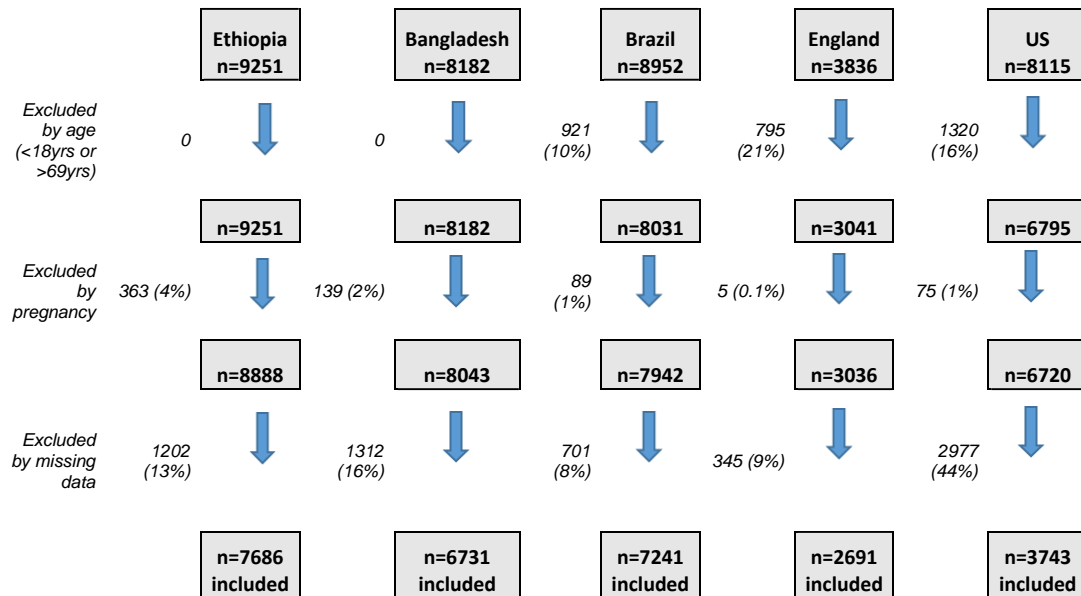 Ethiopia
n=9251
Bangladesh
n=8182
Brazil
n=8952
England
n=3836
US
n=8115
Excluded
by age
(<18yrs or
>69yrs)
0
0
921
(10%)
795
(21%)
1320
(16%)
n=9251
n=8182
n=8031
n=3041
n=6795
Excluded
by
pregnancy
363 (4%)
139 (2%)
89
(1%)
5 (0.1%)
75 (1%)
n=8888
n=8043
n=7942
n=3036
n=6720
Excluded
by missing
data
1202
(13%)
1312
(16%)
701
(8%)
345 (9%)
2977
(44%)
n=7686
included
n=6731
included
n=7241
included
n=2691
included
n=3743
included